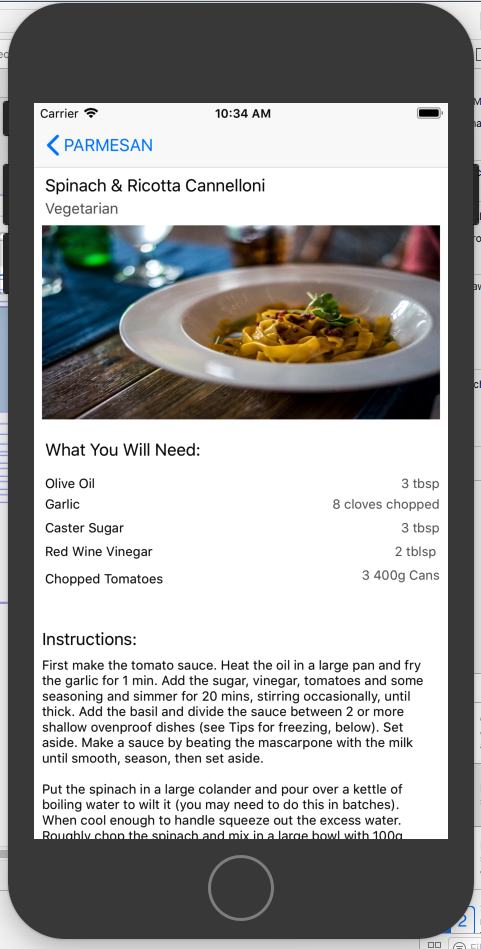 Carrier 10:34 AM
PARMESAN
Spinach & Ricotta Cannelloni
Vegetarian
What You Will Need:
Olive Oil 3 tbsp
Garlic 8 cloves chopped
Caster Sugar 3 tbsp
Red Wine Vinegar 2 tblsp
Chopped Tomatoes 3 400g Cans
Instructions:
First make the tomato sauce. Heat the oil in a large pan and fry
the garlic for 1 min. Add the sugar, vinegar, tomatoes and some
seasoning and simmer for 20 mins, stirring occasionally, until
thick. Add the basil and divide the sauce between 2 or more
shallow ovenproof dishes (see Tips for freezing, below). Set
aside. Make a sauce by beating the mascarpone with the milk
until smooth, season, then set aside.
Put the spinach in a large colander and pour over a kettle of
boiling water to wilt it (you may need to do this in batches).
When cool enough to handle squeeze out the excess water.
Roughly chop the spinach and mix in a large bowl with 100g
2